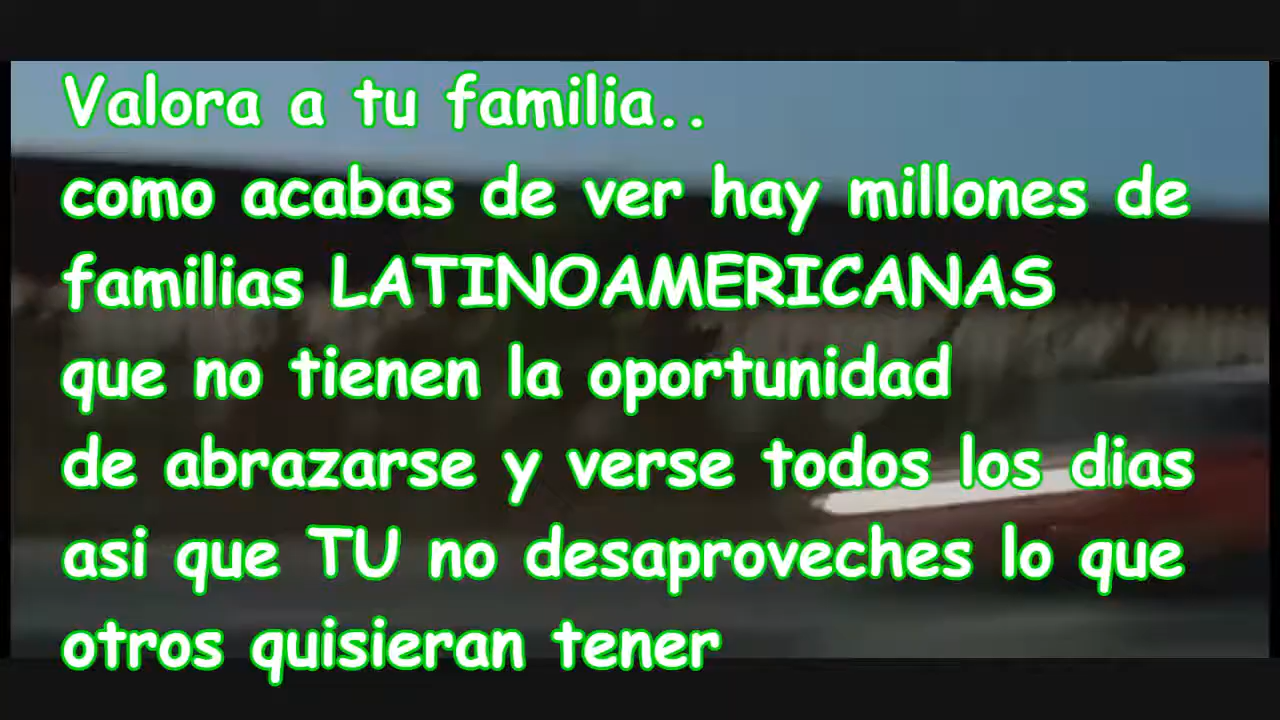 Valora a tu familia..
como acabas de ver hay millones de
familias LATINOAMERICANAS
que no tienen la oportunidad
de abrazarse y verse todos los dias
asi que TU no desaproveches lo que
otros quisieran tener